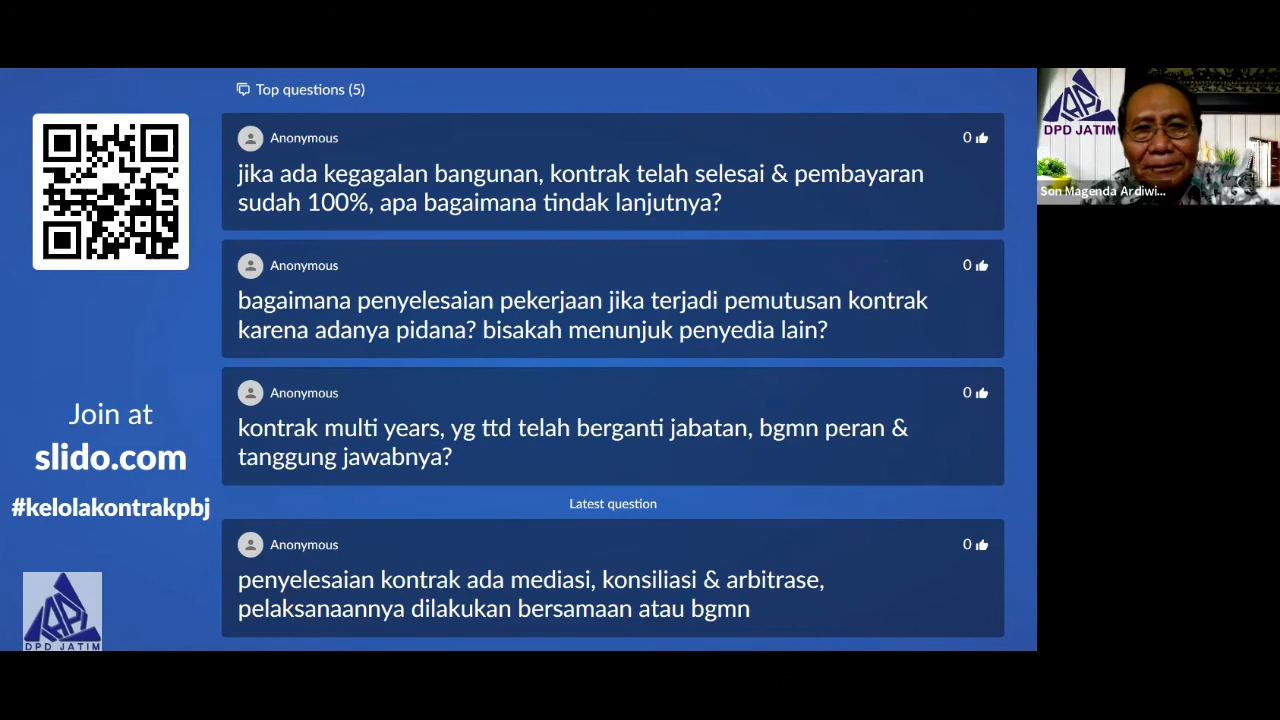 Top questions (5)
Anonymous
0
jika ada kegagalan bangunan, kontrak telah selesai & pembayaran
sudah 100%, apa bagaimana tindak lanjutnya?
Anonymous
0
bagaimana penyelesaian pekerjaan jika terjadi pemutusan kontrak
karena adanya pidana? bisakah menunjuk penyedia lain?
Anonymous
0
kontrak multi years, yg ttd telah berganti jabatan, bgmn peran &
tanggung jawabnya?
Latest question
Anonymous
0
penyelesaian kontrak ada mediasi, konsiliasi & arbitrase,
pelaksanaannya dilakukan bersamaan atau bgmn
Join at
slido.com
#kelolakontrakpbj
IAPI
DPD JATIM
IAPI
DPD JATIM
Son Magenda Ardiwi...